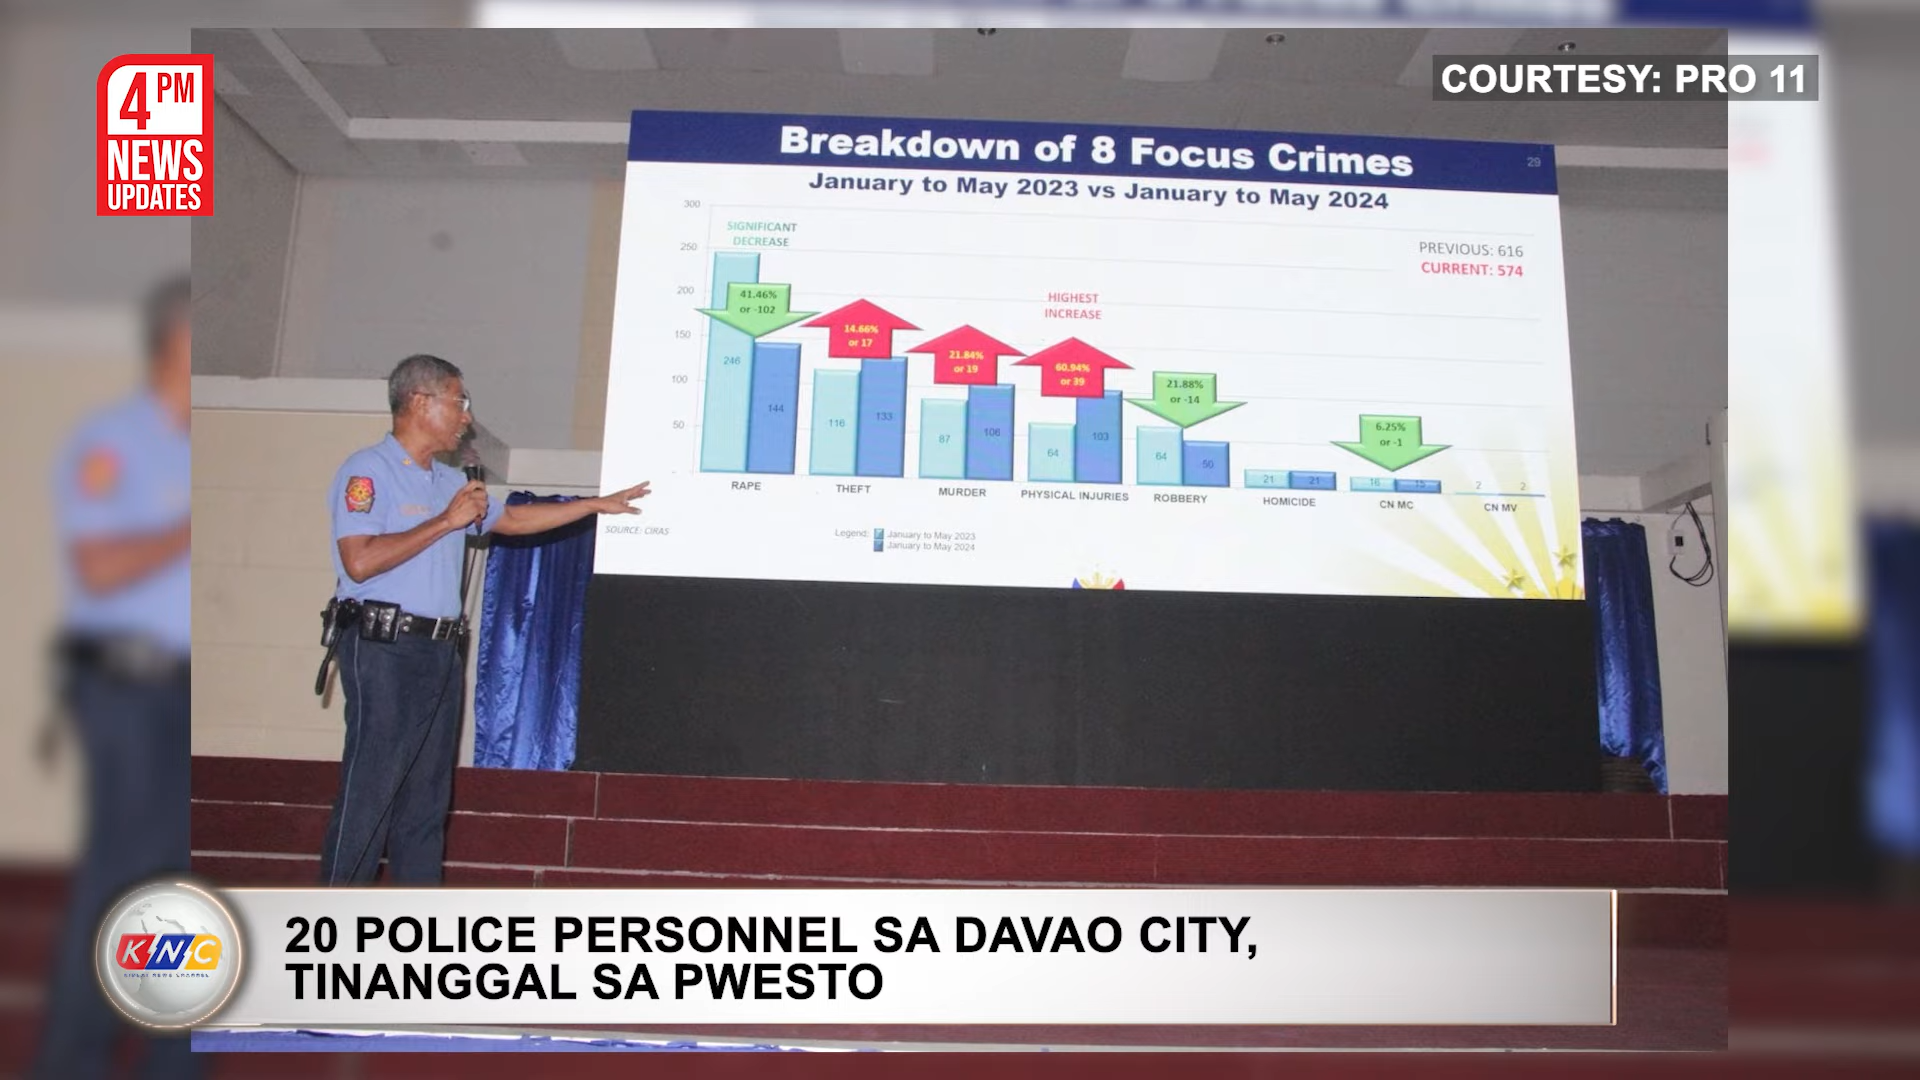 4 PM
NEWS
UPDATES
COURTESY: PRO 11
Breakdown of 8 Focus Crimes
29
January to May 2023 vs January to May 2024
300
250
200
150
100
50
-
SIGNIFICANT
DECREASE
HIGHEST
INCREASE
PREVIOUS: 616
CURRENT: 574
41.46%
or -102
14.66%
or 17
21.84%
or 19
60.94%
or 39
21.88%
or -14
6.25%
or -1
246
144
116
133
87
106
64
103
64
50
21
21
16
15
2
2
RAPE
THEFT
MURDER
PHYSICAL INJURIES
ROBBERY
HOMICIDE
CN MC
CN MV
SOURCE: CIRAS
Legend: January to May 2023
January to May 2024
KNC
20 POLICE PERSONNEL SA DAVAO CITY,
TINANGGAL SA PWESTO